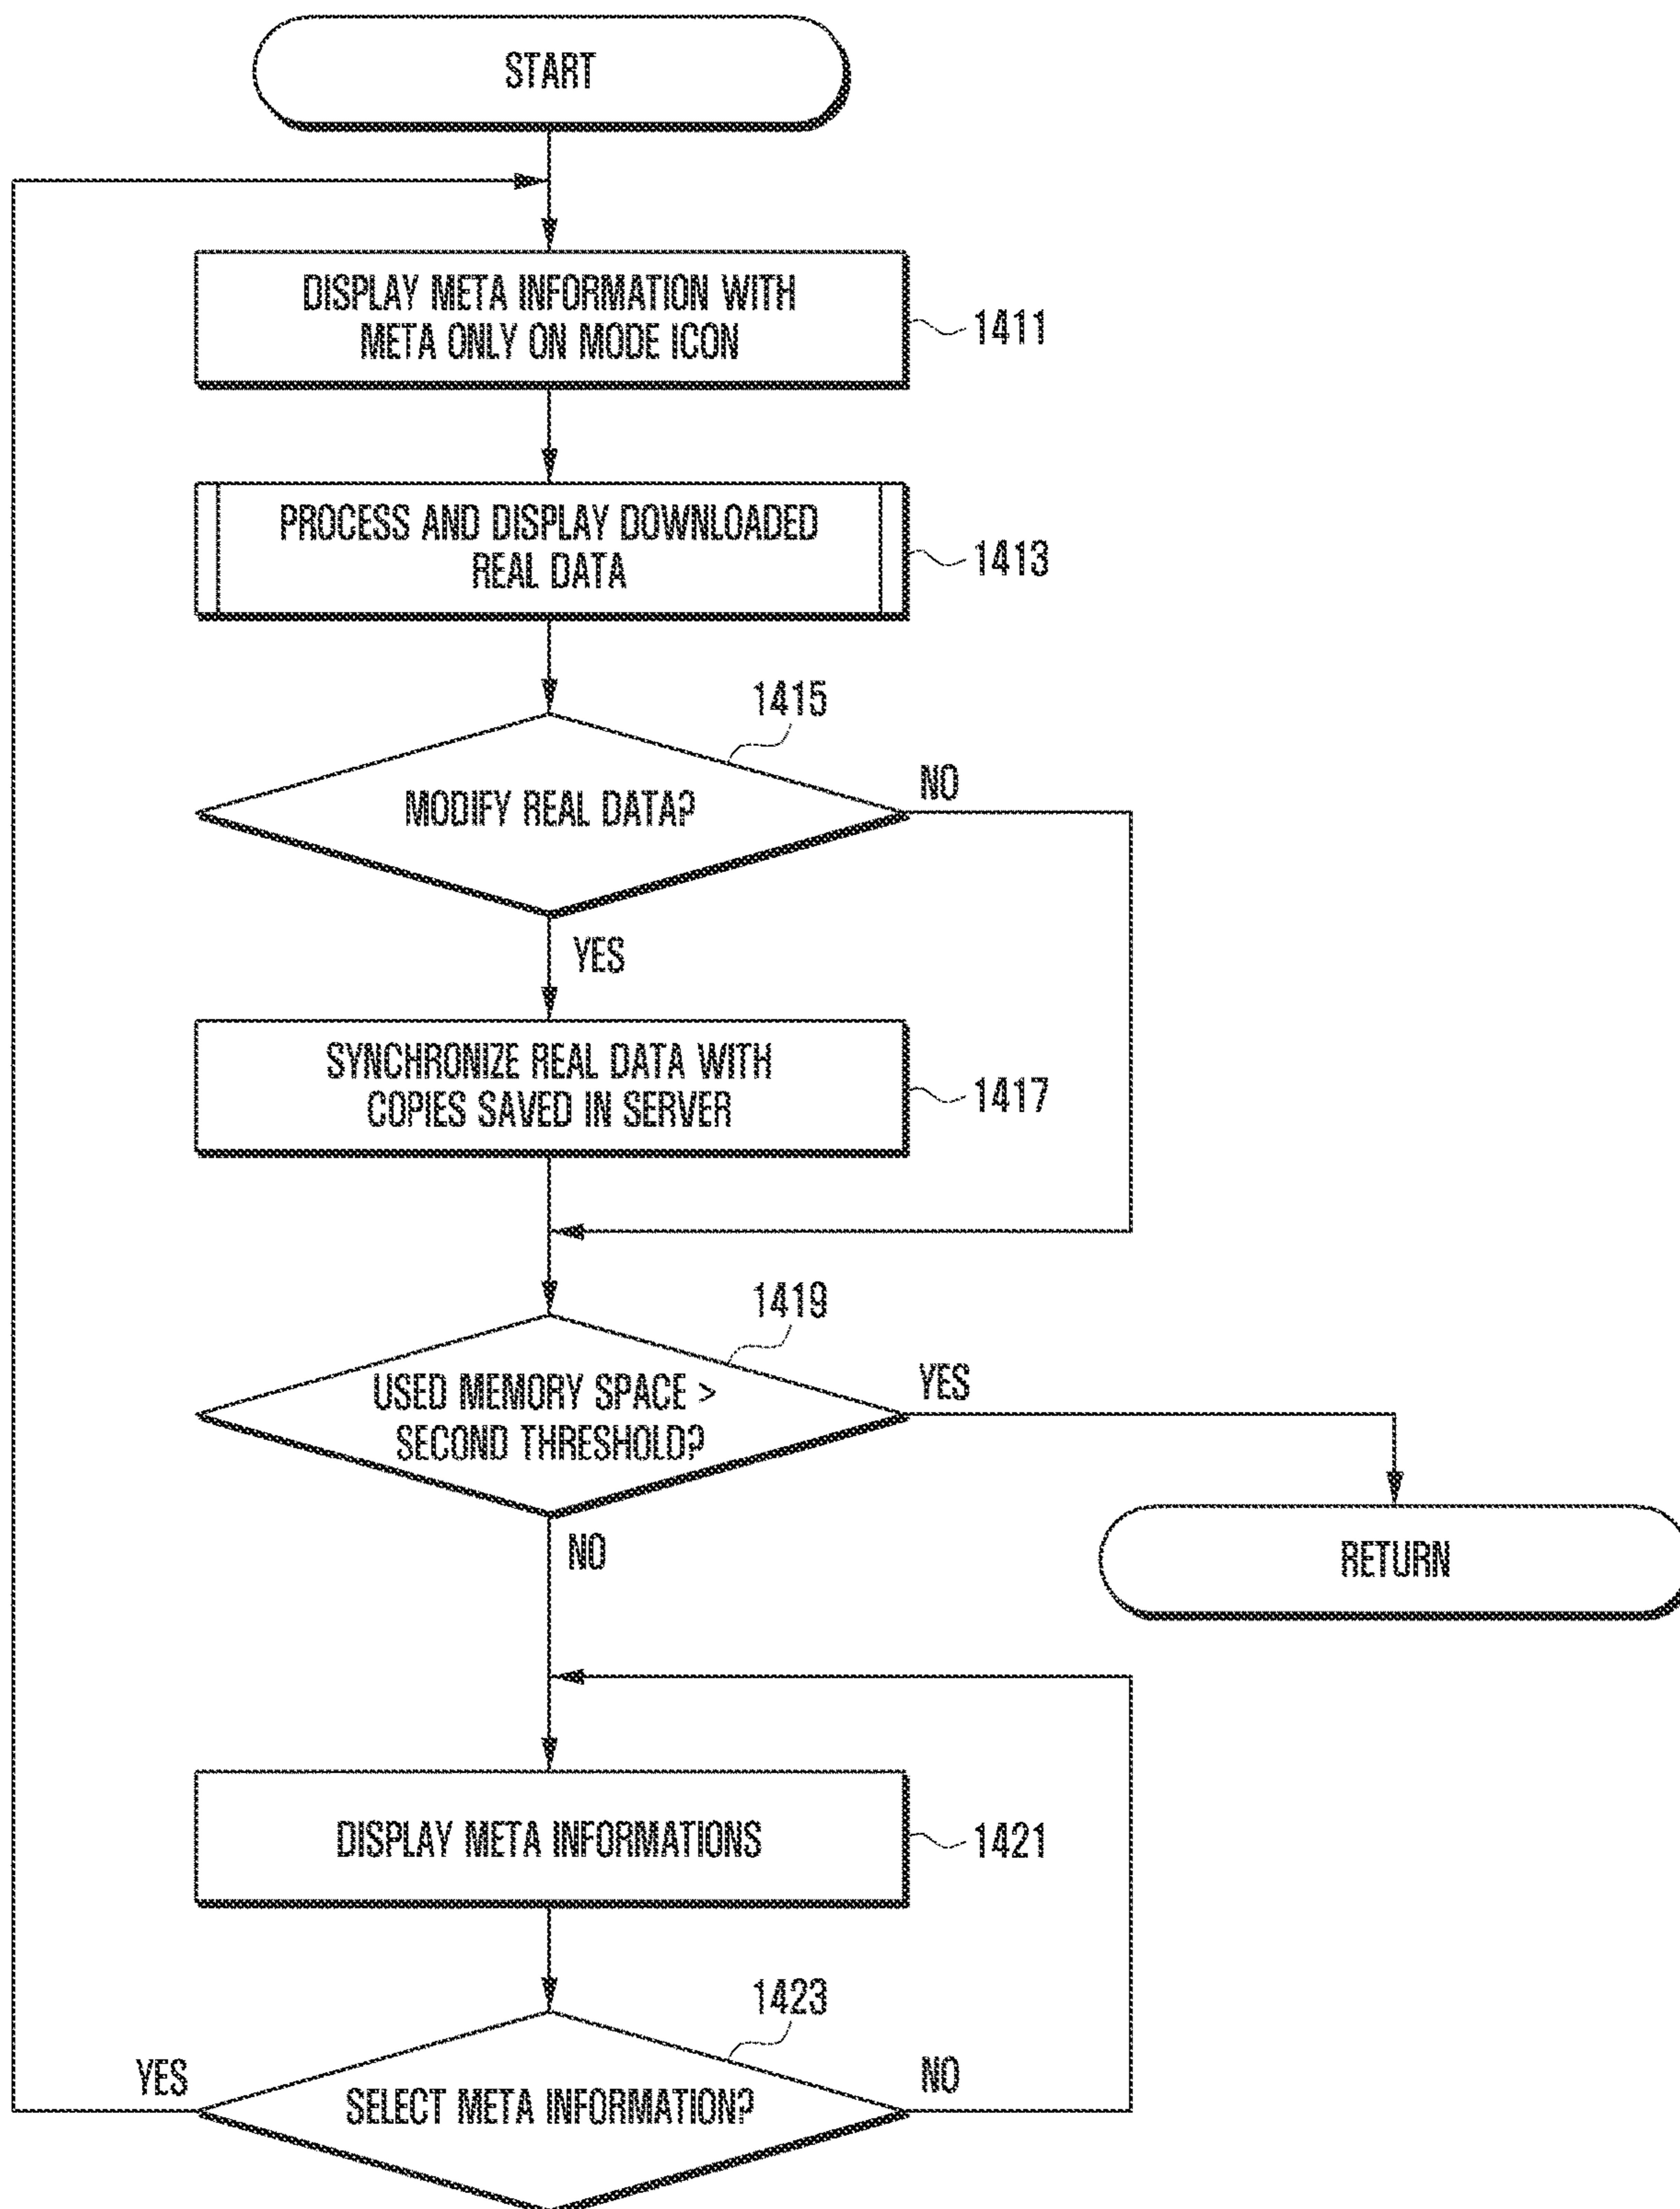 START
DISPLAY META INFORMATION WITH
META ONLY ON MODE ICON
1411
PROCESS AND DISPLAY DOWNLOADED
REAL DATA
1413
1415
MODIFY REAL DATA?
NO
YES
SYNCHRONIZE REAL DATA WITH
COPIES SAVED IN SERVER
1417
1419
USED MEMORY SPACE >
SECOND THRESHOLD?
YES
NO
RETURN
DISPLAY META INFORMATIONS
1421
1423
YES
SELECT META INFORMATION?
NO